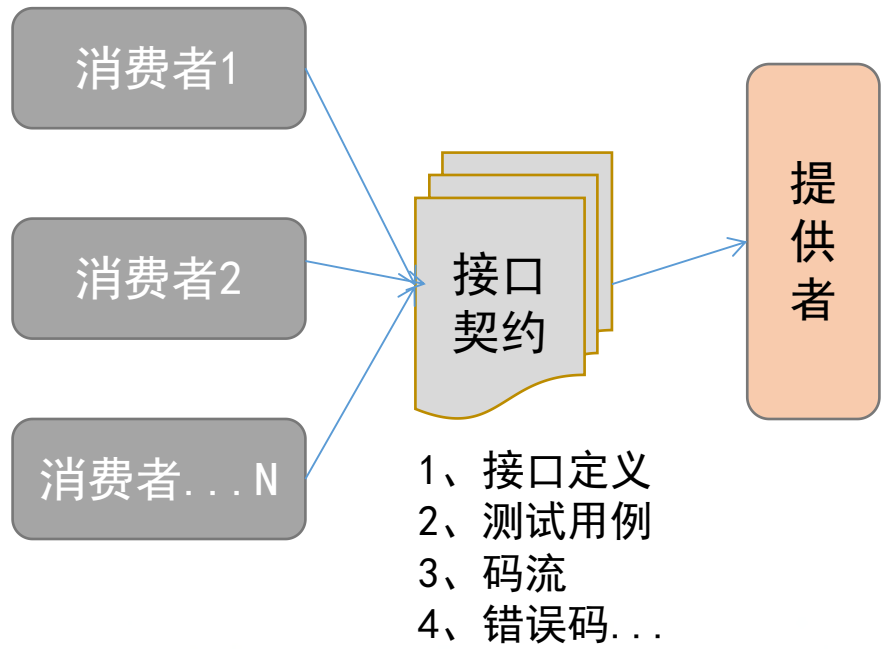 消费者1
消费者2
消费者...N
接口
契约
提
供
者
1、接口定义
2、测试用例
3、码流
4、错误码...